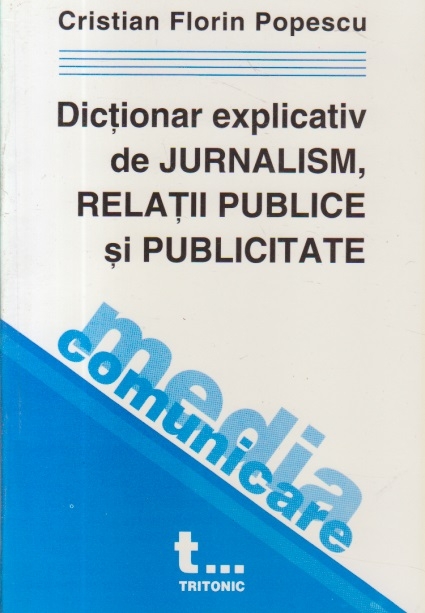 Cristian Florin Popescu
Dicționar explicativ
de JURNALISM,
RELAȚII PUBLICE
și PUBLICITATE
media
comunicare
t...
TRITONIC